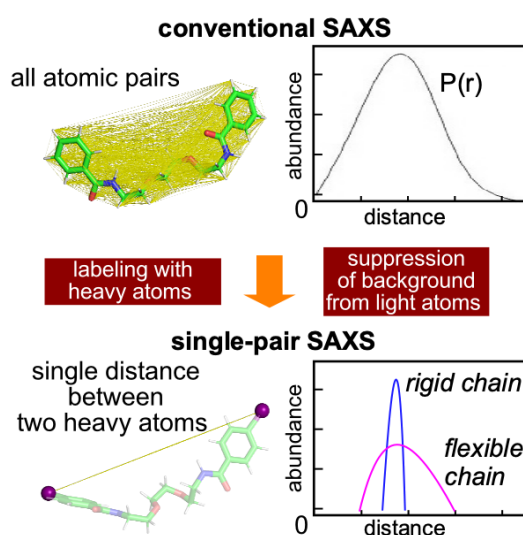 conventional SAXS
all atomic pairs
P(r)
abundance
0
distance
labeling with
heavy atoms
suppression
of background
from light atoms
single-pair SAXS
single distance
between
two heavy atoms
rigid chain
flexible
chain
abundance
0
distance